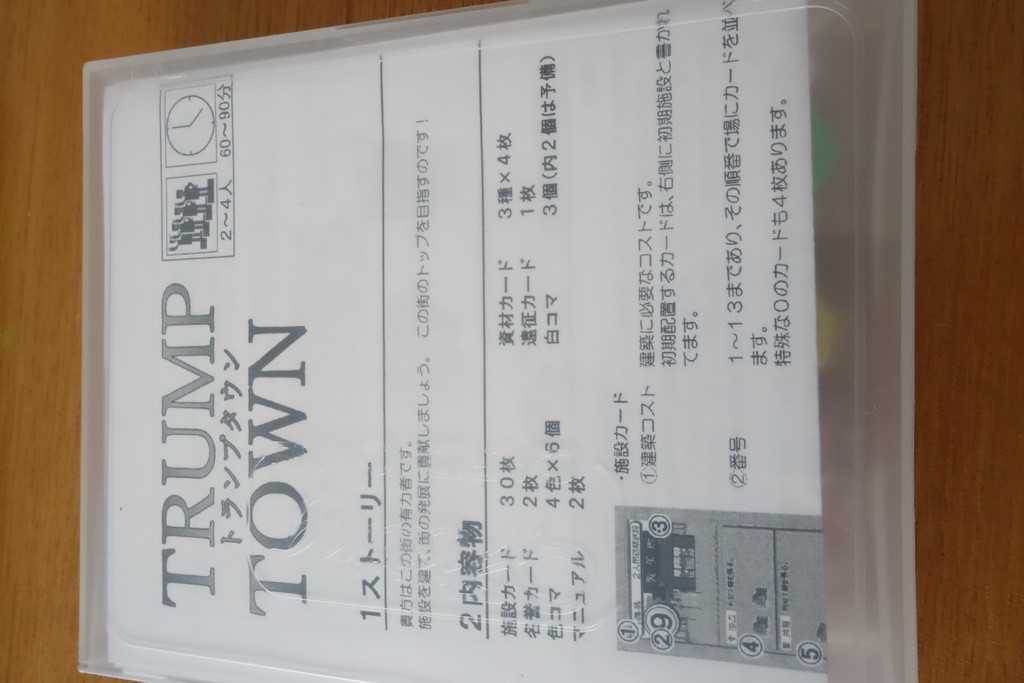 TRUMP
トランプタウン
TOWN
2～4人
60～90分
1ストーリー
貴方はこの街の有力者です。
施設を建て、街の発展に貢献しましょう。 この街のトップを目指すのです！
2内容物
施設カード 30枚 資材カード 3種×4枚
名誉カード 2枚 遠征カード 1枚
色コマ 4色×6個 白コマ 3個(内2個は予備)
マニュアル 2枚
・施設カード
①建築コスト 建築に必要なコストです。
初期配置するカードは、右側に初期施設と書かれ
てます。
②番号 1～13まであり、その順番で場にカードを並べ
ます。
特殊な0のカードも4枚あります。
①
②9
③
④
⑤